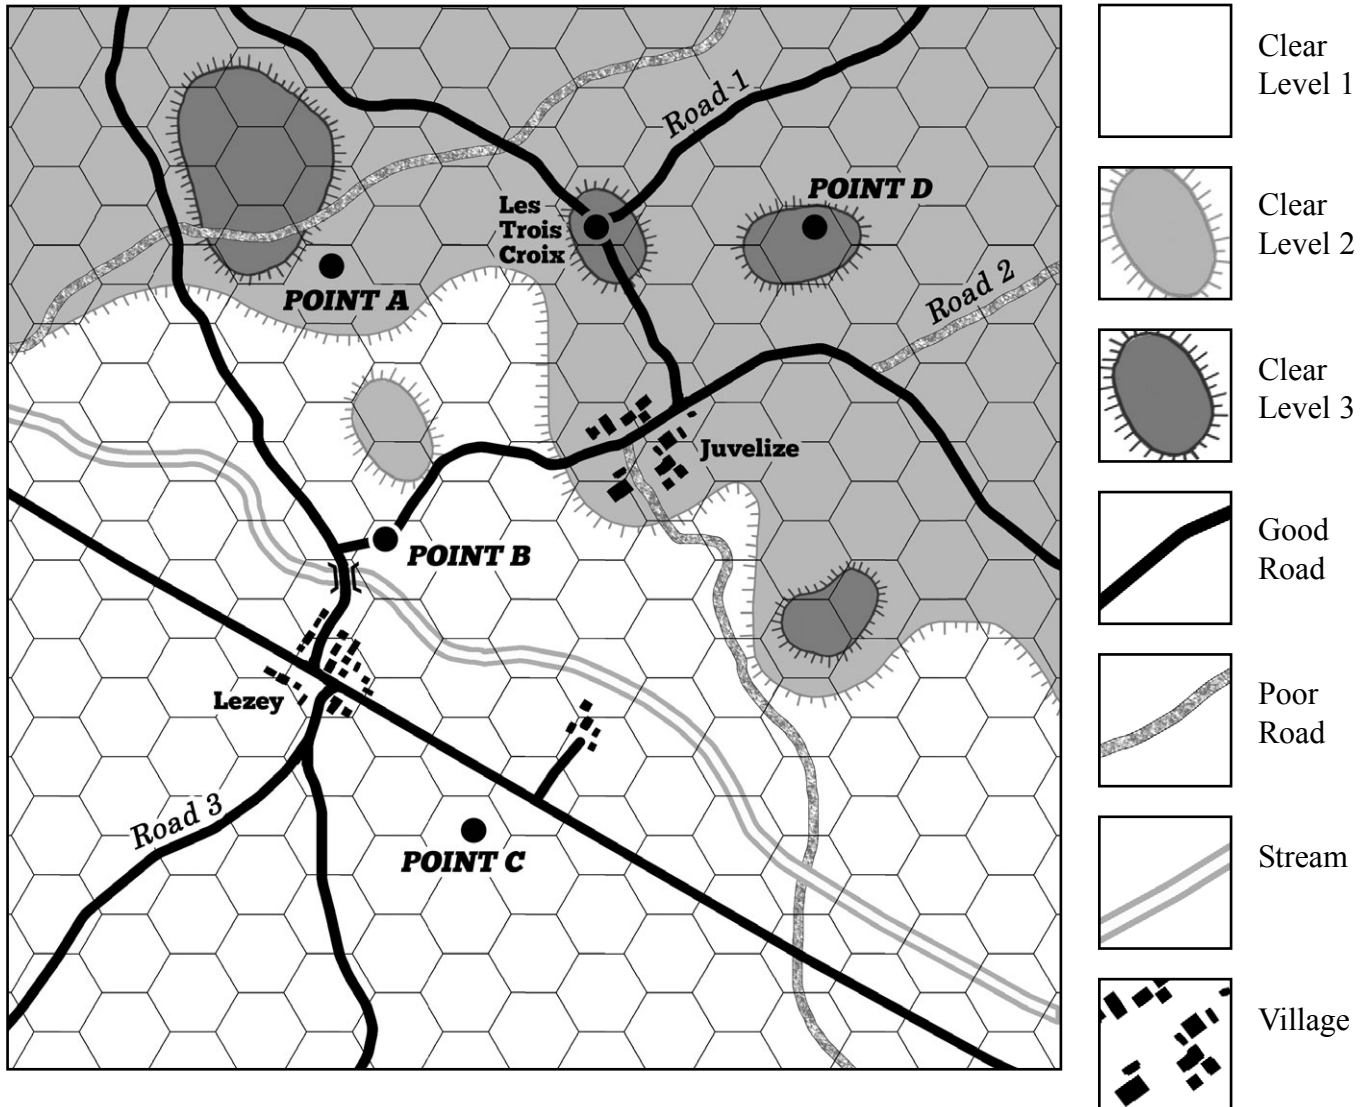 Road 1
POINT D
Les
Trois
Croix
POINT A
Road 2
Juvelize
POINT B
Lezey
Road 3
POINT C
Clear
Level 1
Clear
Level 2
Clear
Level 3
Good
Road
Poor
Road
Stream
Village